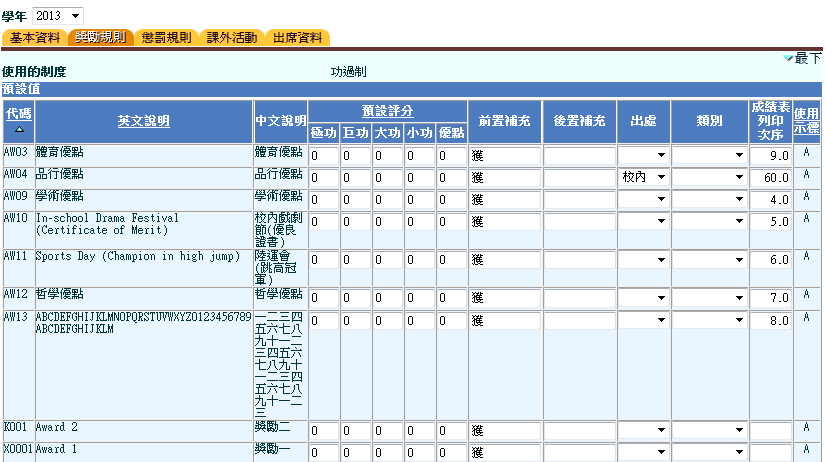 學年 2013
基本資料 獎勵規則 懲罰規則 課外活動 出席資料
最下
使用的制度 功過制
預設值
代碼 英文說明 中文說明 預設評分 前置補充 後置補充 出處 類別 成績表列印次序 使用示標
極功 巨功 大功 小功 優點
AW03 體育優點 體育優點 0 0 0 0 0 獲 9.0 A
AW04 品行優點 品行優點 0 0 0 0 0 獲 校內 60.0 A
AW09 學術優點 學術優點 0 0 0 0 0 獲 4.0 A
AW10 In-school Drama Festival 校內戲劇 0 0 0 0 0 獲 5.0 A
(Certificate of Merit) 節(優良
證書)
AW11 Sports Day (Champion in high jump) 陸運會 0 0 0 0 0 獲 6.0 A
(跳高冠
軍)
AW12 哲學優點 哲學優點 0 0 0 0 0 獲 7.0 A
AW13 ABCDEFGHIJKLMNOPQRSTUVWXYZ0123456789 一二三四 0 0 0 0 0 獲 8.0 A
ABCDEFGHIJKLM 五六七八
九十一二
三四五六
七八九十
一二三四
五六七八
九十一二
三
K001 Award 2 獎勵二 0 0 0 0 0 獲 A
X0001 Award 1 獎勵一 0 0 0 0 0 獲 A